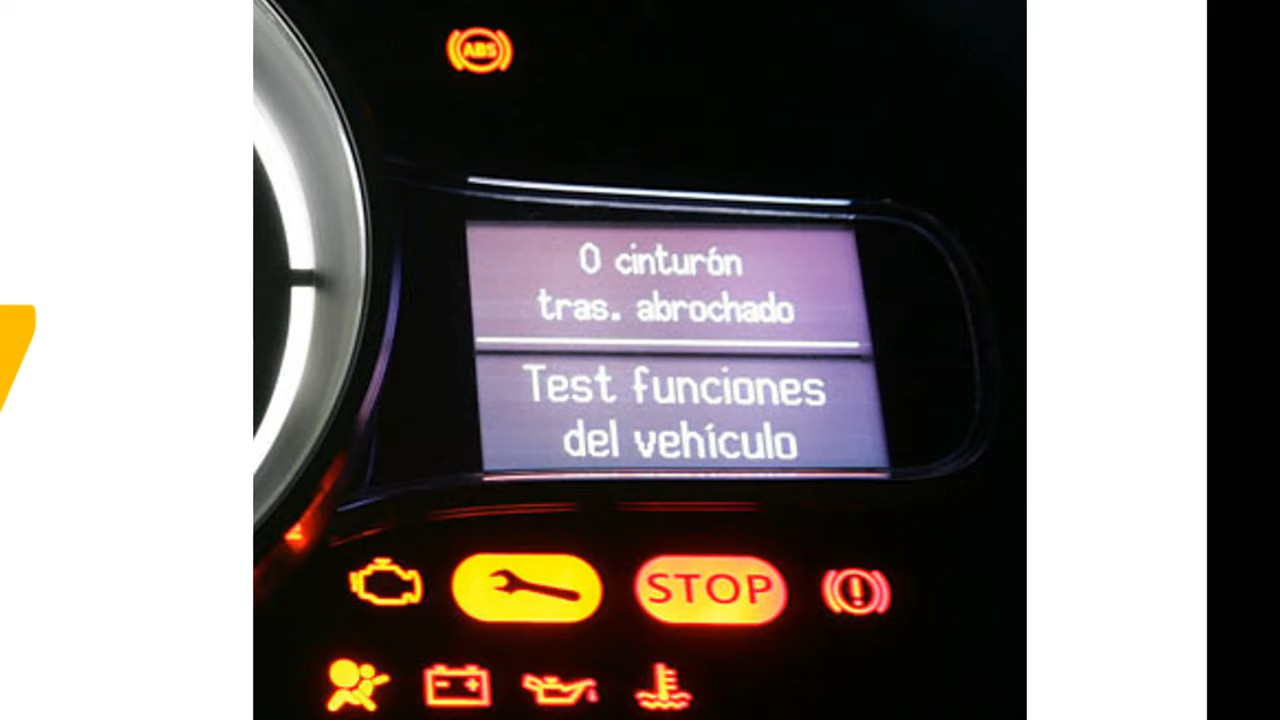 ABS
0 cinturón
tras. abrochado
Test funciones
del vehículo
STOP